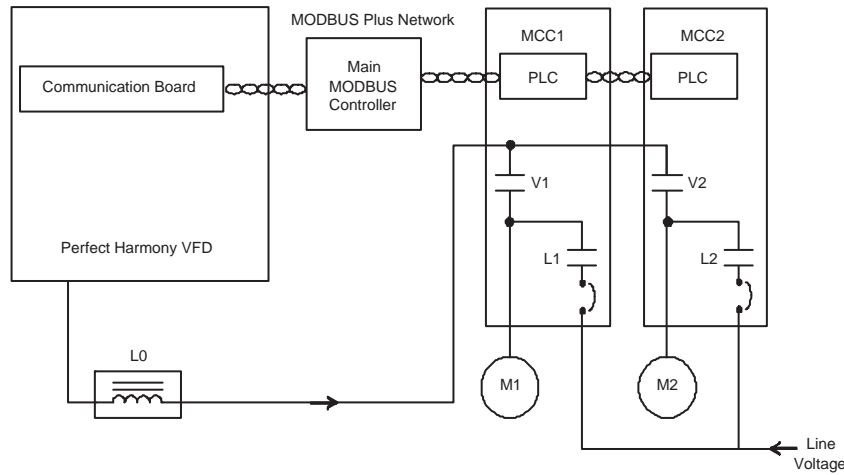 MODBUS Plus Network
MCC1
MCC2
Communication Board
Main
MODBUS
Controller
PLC
PLC
V1
V2
Perfect Harmony VFD
L1
L2
L0
M1
M2
Line
Voltage